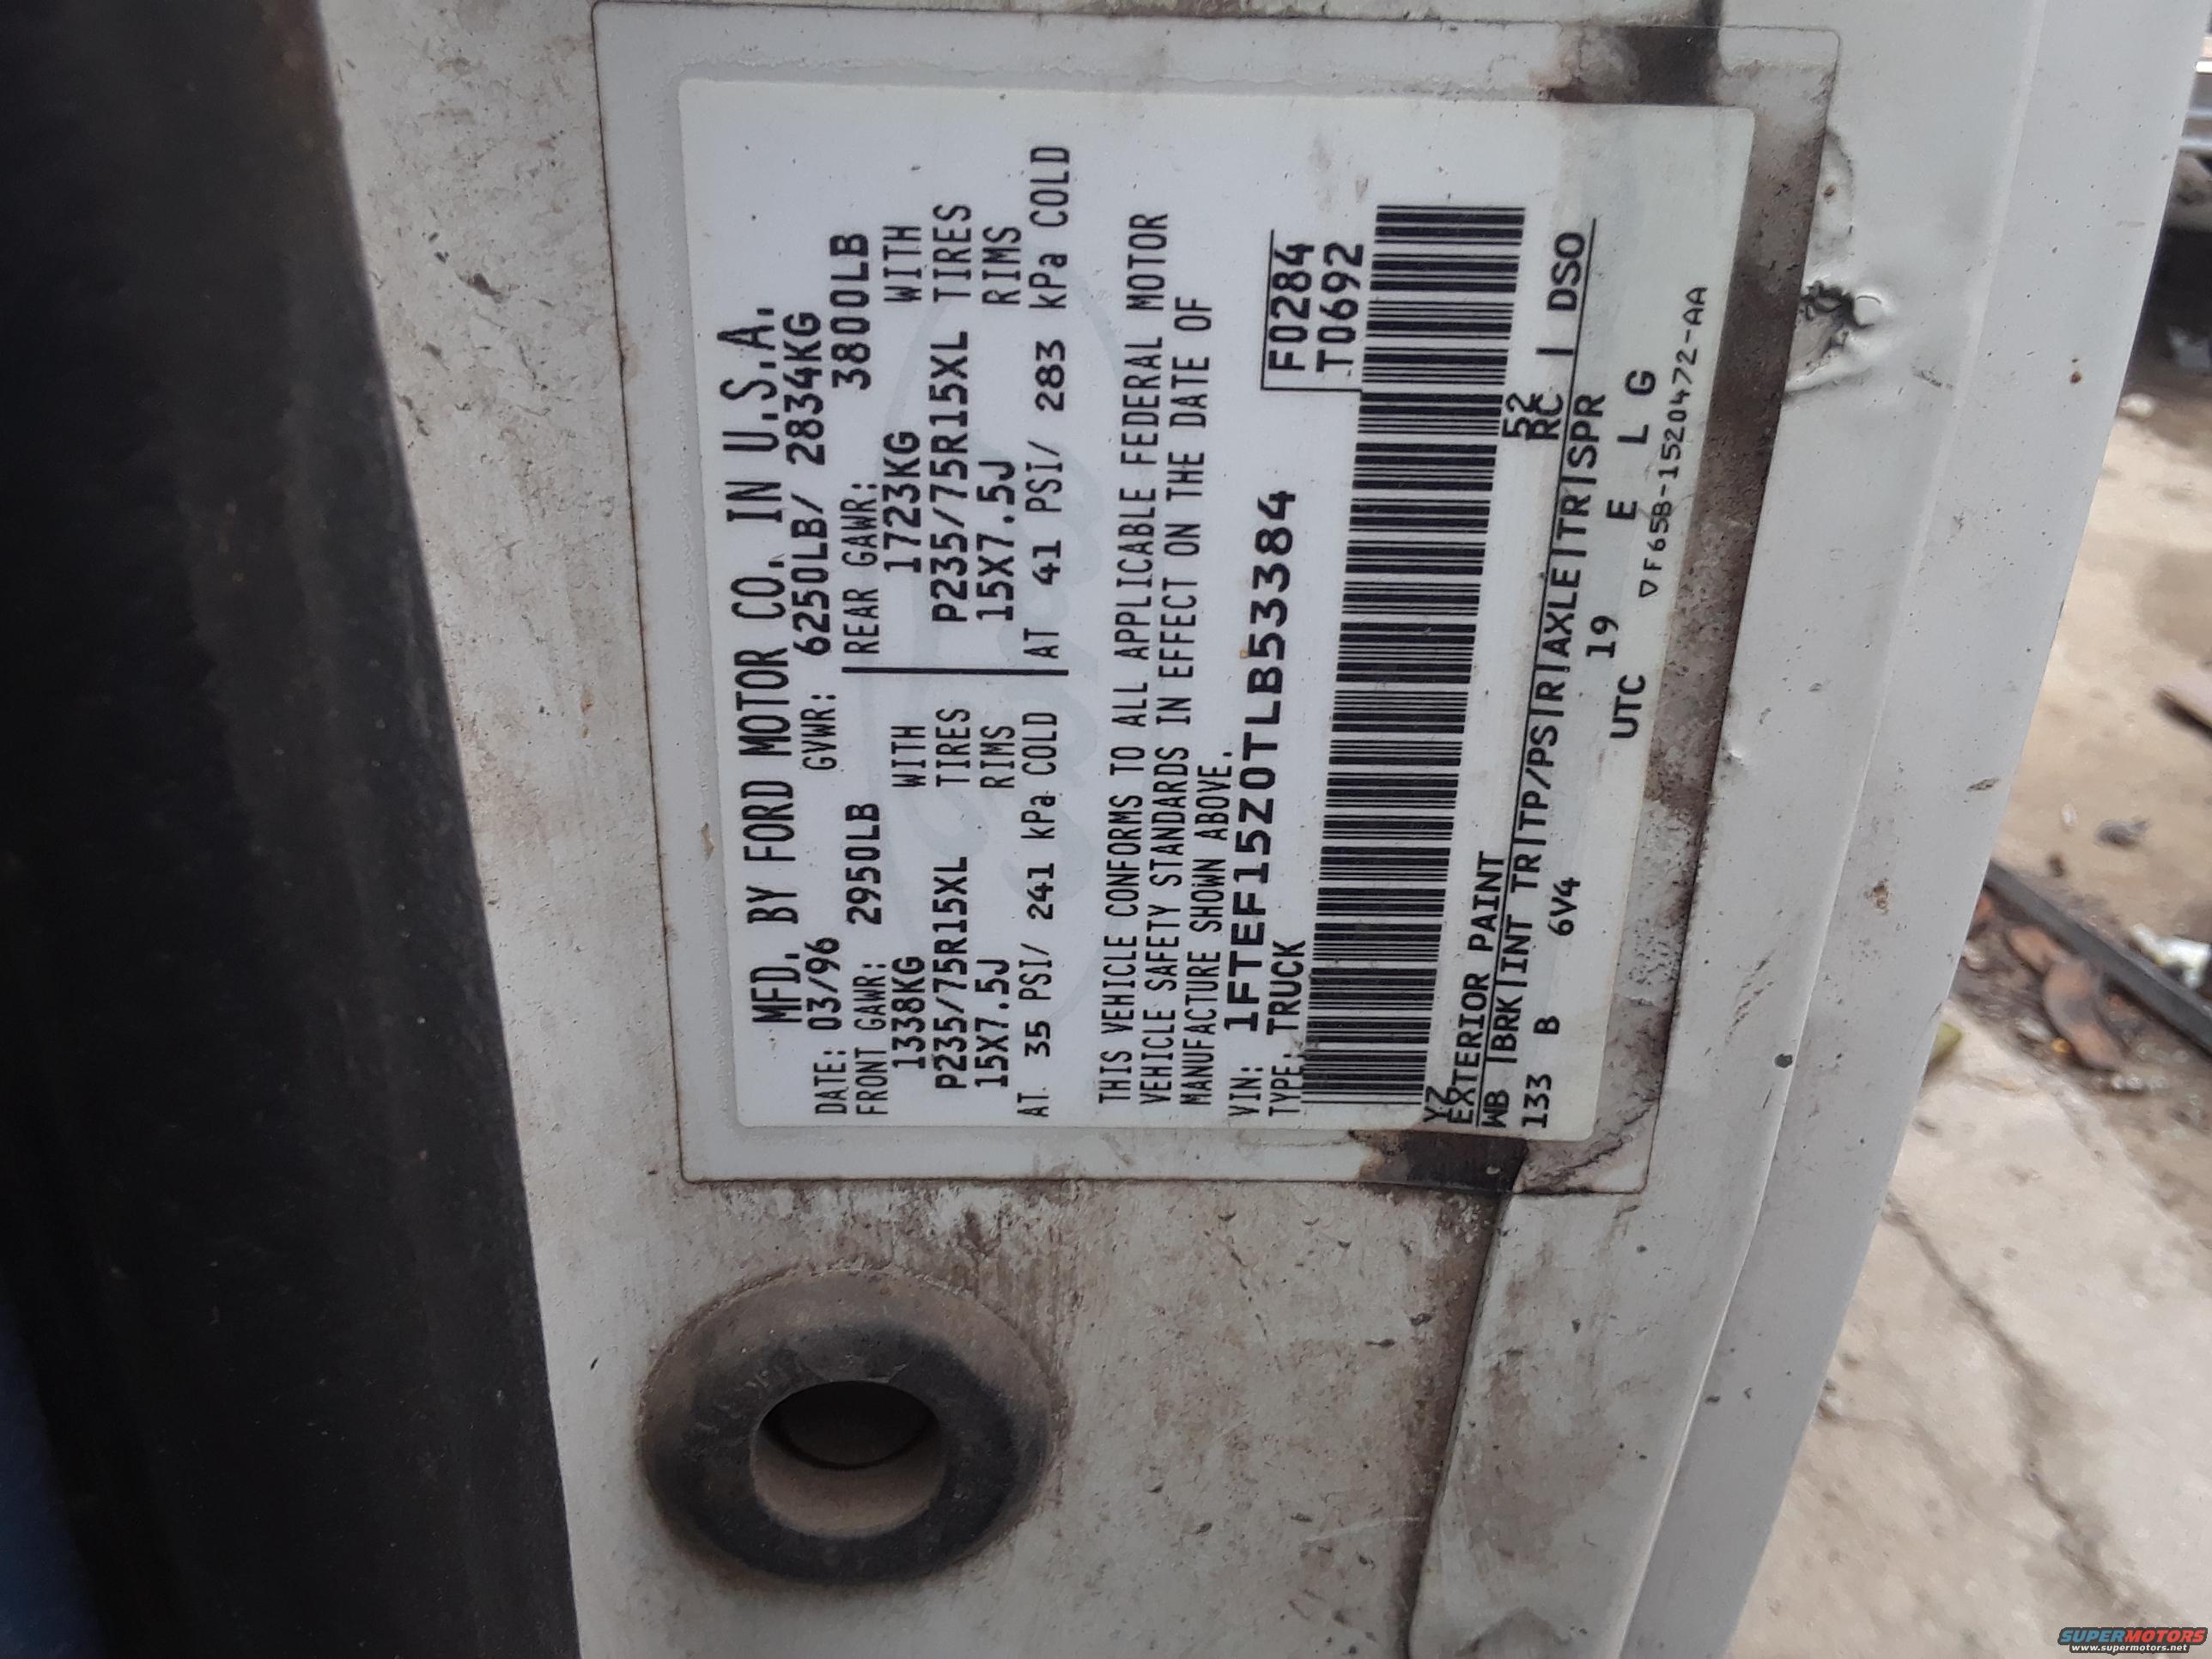 MFD. BY FORD MOTOR CO. IN U.S.A.
DATE: 03/96 GVWR: 6250LB/ 2834KG
FRONT GAWR: 2950LB REAR GAWR: 3800LB
1338KG WITH 1723KG WITH
P235/75R15XL TIRES P235/75R15XL TIRES
15X7.5J RIMS 15X7.5J RIMS
AT 35 PSI/ 241 kPa COLD AT 41 PSI/ 283 kPa COLD
THIS VEHICLE CONFORMS TO ALL APPLICABLE FEDERAL MOTOR
VEHICLE SAFETY STANDARDS IN EFFECT ON THE DATE OF
MANUFACTURE SHOWN ABOVE.
VIN: 1FTEF15Z0TLB53384 F0284
TYPE: TRUCK T0692
YZ 52
EXTERIOR PAINT RC DSO
WB BRK INT TR TP/PS R AXLE TR SPR
133 B 6V4 19 E L G
UTC ▽F65B-1520472-AA
SUPERMOTORS
www.supermotors.net